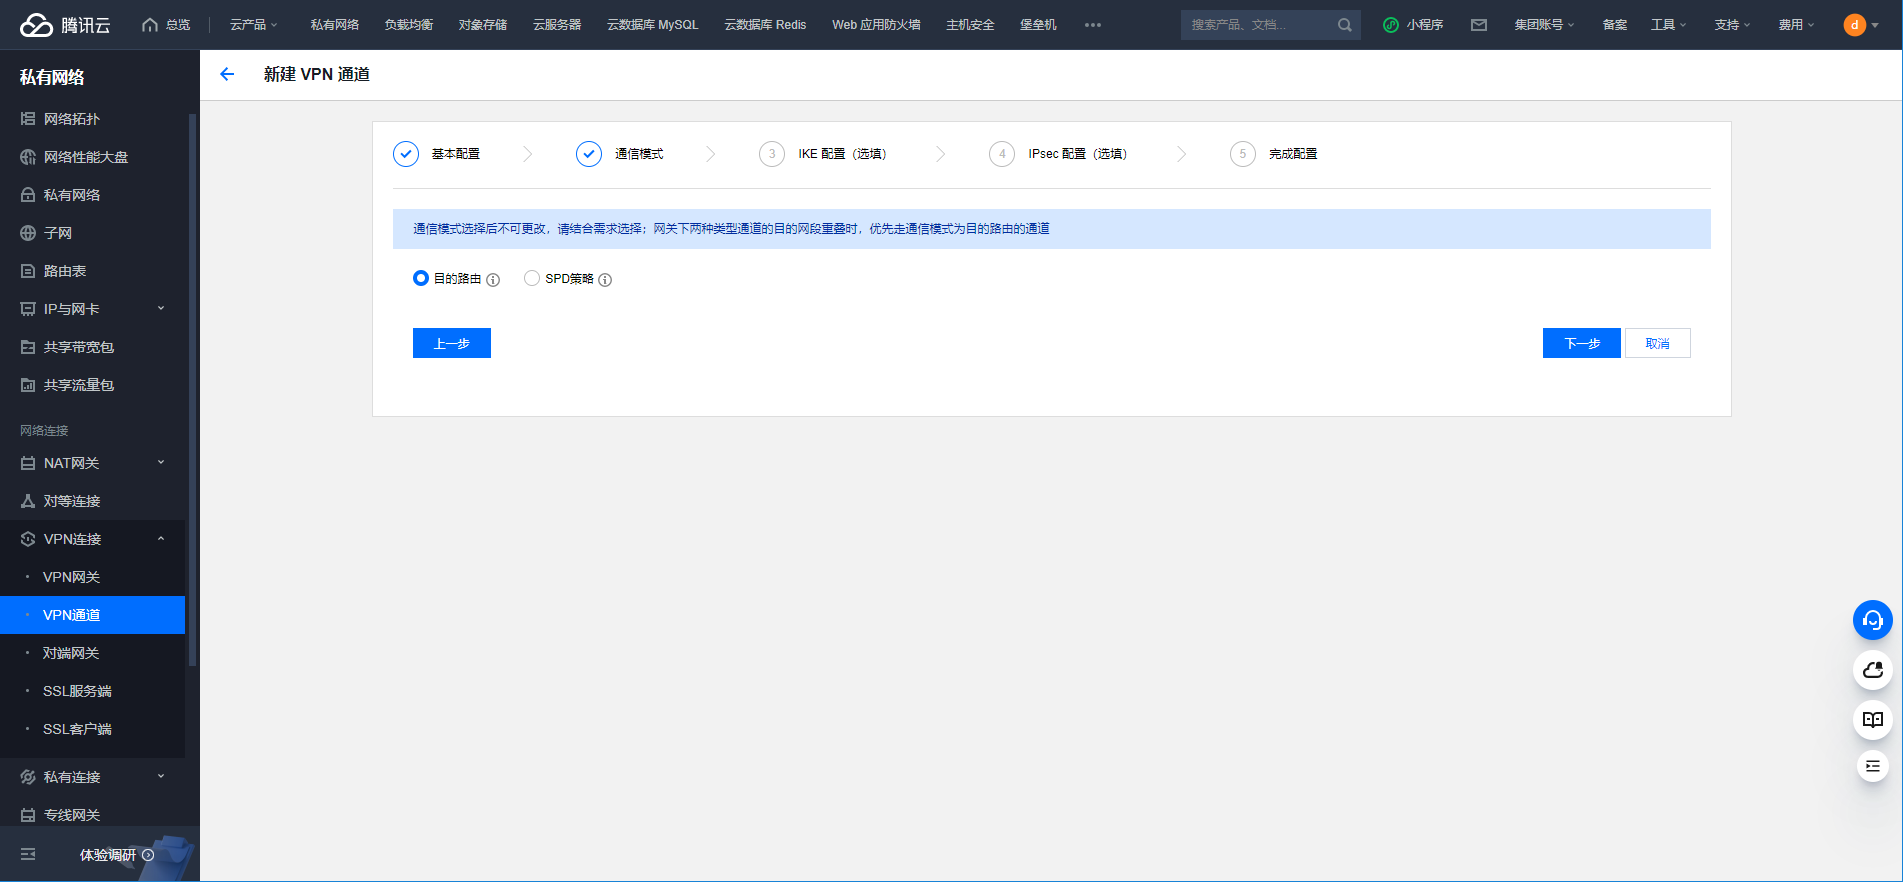 腾讯云 总览 云产品 私有网络 负载均衡 对象存储 云服务器 云数据库 MySQL 云数据库 Redis Web 应用防火墙 主机安全 堡垒机 ••• 搜索产品、文档... 小程序 集团账号 备案 工具 支持 费用 d
私有网络
网络拓扑
网络性能大盘
私有网络
子网
路由表
IP与网卡
共享带宽包
共享流量包
网络连接
NAT网关
对等连接
VPN连接
· VPN网关
· VPN通道
· 对端网关
· SSL服务端
· SSL客户端
私有连接
专线网关
体验调研
新建 VPN 通道
基本配置 通信模式 3 IKE 配置（选填） 4 IPsec 配置（选填） 5 完成配置
通信模式选择后不可更改，请结合需求选择；网关下两种类型通道的目的网段重叠时，优先走通信模式为目的路由的通道
目的路由 SPD策略
上一步 下一步 取消